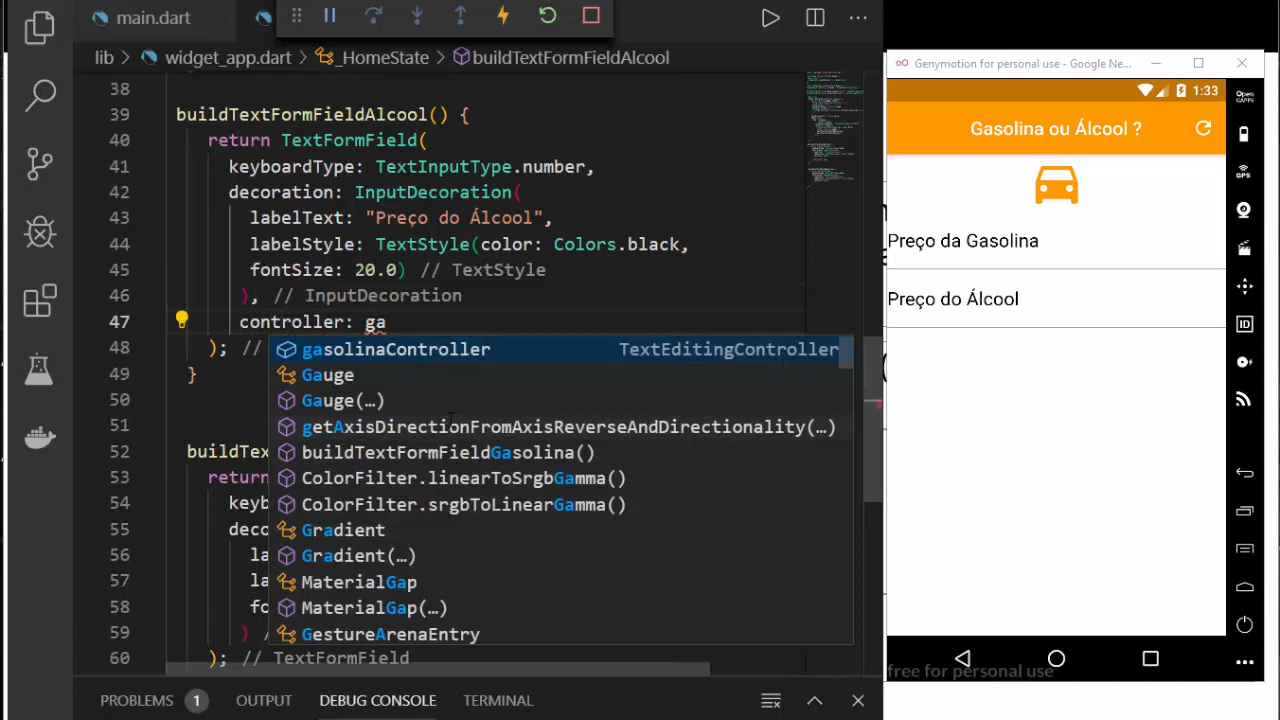 main.dart
lib > widget_app.dart > _HomeState > buildTextFormFieldAlcool
38
39 buildTextFormFieldAlcool() {
40 return TextFormField(
41 keyboardType: TextInputType.number,
42 decoration: InputDecoration(
43 labelText: "Preço do Álcool",
44 labelStyle: TextStyle(color: Colors.black,
45 fontSize: 20.0) // TextStyle
46 ), // InputDecoration
47 controller: ga
48 ); //
49 }
50
51
52 buildTex
53 return
54 keyb
55 deco
56 la
57 la
58 fo
59 ) /
60 ); // TextFormField
gasolinaController TextEditingController
Gauge
Gauge(…)
getAxisDirectionFromAxisReverseAndDirectionality(…)
buildTextFormFieldGasolina()
ColorFilter.linearToSrgbGamma()
ColorFilter.srgbToLinearGamma()
Gradient
Gradient(…)
MaterialGap
MaterialGap(…)
GestureArenaEntry
PROBLEMS 1 OUTPUT DEBUG CONSOLE TERMINAL
Genymotion for personal use - Google Ne...
1:33
Gasolina ou Álcool ?
Preço da Gasolina
Preço do Álcool
Open
GAPPS
GPS
ID
free for personal use